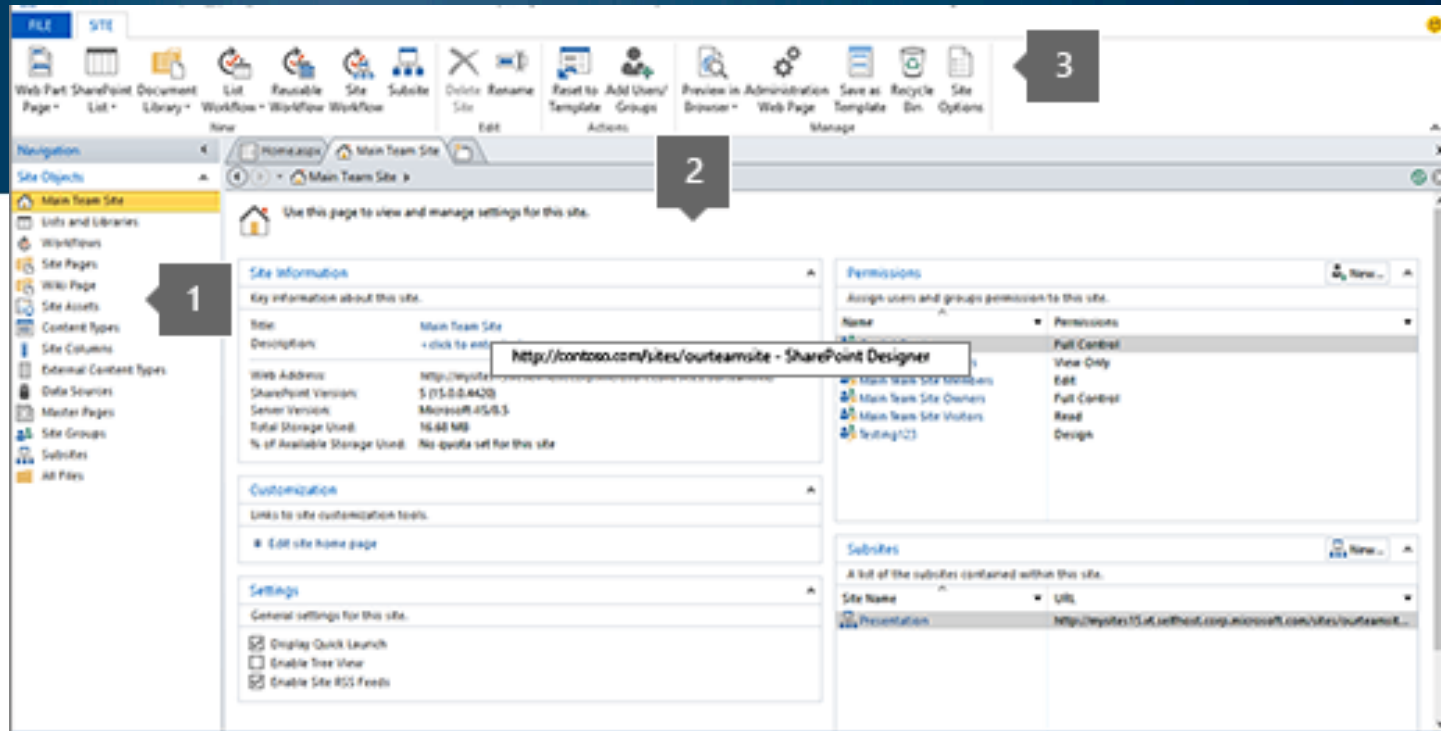 FILE SITE
Web Part Page SharePoint List Document Library List Workflow Reusable Workflow Site Workflow Subsite Delete Site Rename Reset to Template Add Users/ Groups Preview in Browser Administration Web Page Save as Template Recycle Bin Site Options
New Edit Actions Manage
3
Navigation
Home.aspx Main Team Site
2
Site Objects
Main Team Site
Main Team Site
Lists and Libraries
Workflows
Site Pages
Wiki Page
Site Assets
Content Types
Site Columns
External Content Types
Data Sources
Master Pages
Site Groups
Subsites
All Files
1
Use this page to view and manage settings for this site.
Site Information
Key information about this site.
Title: Main Team Site
Description:
http://contoso.com/sites/ourteamsite - SharePoint Designer
Web Address:
SharePoint Version: 5 (15.0.0.4420)
Server Version:
Total Storage Used: 16.68 MB
% of Available Storage Used: No quota set for this site
Customization
Links to site customization tools.
Edit site home page
Settings
General settings for this site.
Display Quick Launch
Enable Tree View
Enable Site RSS Feeds
Permissions New...
Assign users and groups permission to this site.
Name Permissions
Full Control
View Only
Main Team Site Members Edit
Main Team Site Owners Full Control
Main Team Site Visitors Read
Testing123 Design
Subsites New...
A list of the subsites contained within this site.
Site Name URL
Presentation